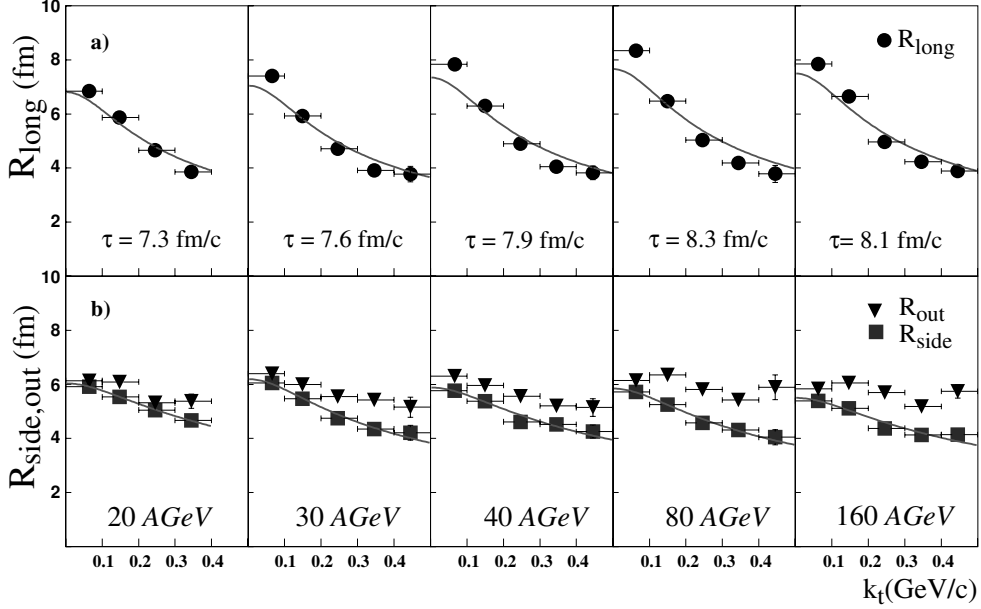 10
a)
R_long
8
R_long (fm)
6
4
2
τ = 7.3 fm/c
τ = 7.6 fm/c
τ = 7.9 fm/c
τ = 8.3 fm/c
τ= 8.1 fm/c
10
b)
R_out
R_side
8
R_side,out (fm)
6
4
2
20 AGeV
30 AGeV
40 AGeV
80 AGeV
160 AGeV
0.1 0.2 0.3 0.4 0.1 0.2 0.3 0.4 0.1 0.2 0.3 0.4 0.1 0.2 0.3 0.4 0.1 0.2 0.3 0.4
k_t(GeV/c)